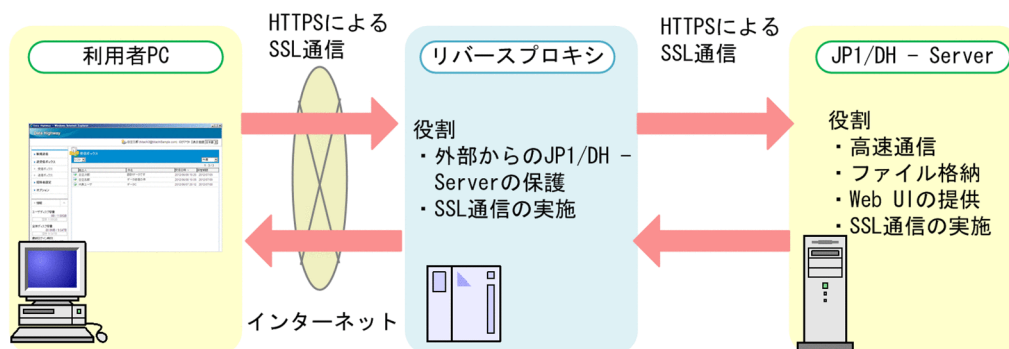 HTTPSによる
SSL通信
HTTPSによる
SSL通信
利用者PC
リバースプロキシ
JP1/DH – Server
役割
・外部からのJP1/DH –
Serverの保護
・SSL通信の実施
役割
・高速通信
・ファイル格納
・Web UIの提供
・SSL通信の実施
インターネット